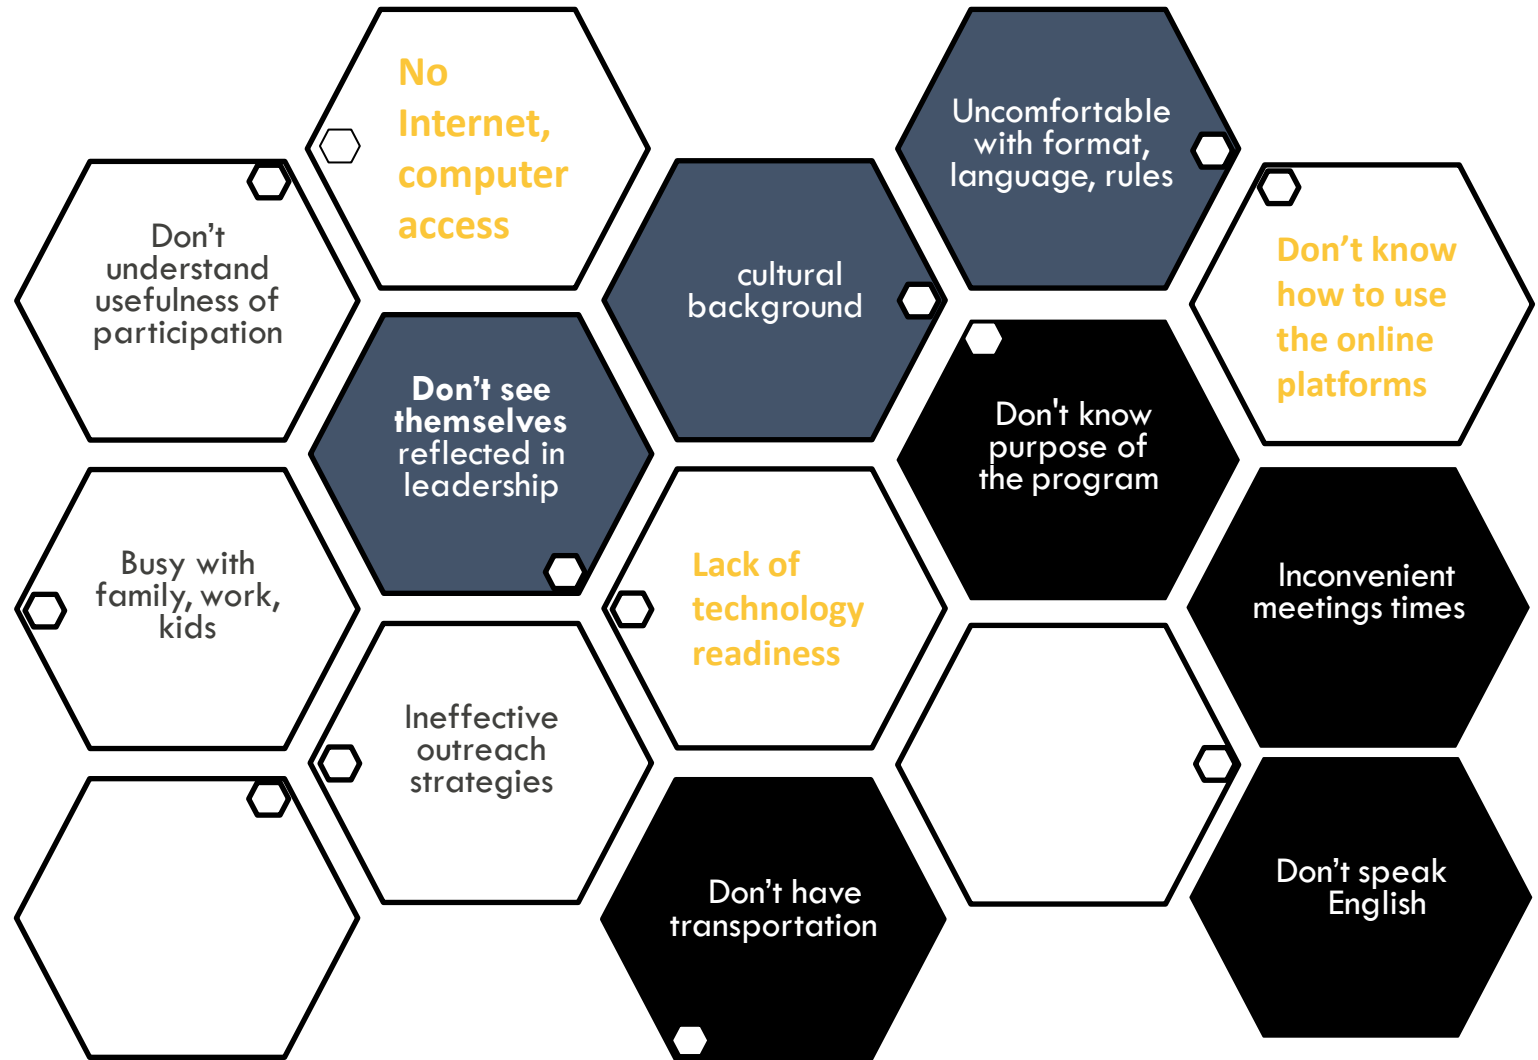 No
Internet,
computer
access
Uncomfortable
with format,
language, rules
Don't
understand
usefulness of
participation
cultural
background
Don't know
how to use
the online
platforms
Don't see
themselves
reflected in
leadership
Don't know
purpose of
the program
Busy with
family, work,
kids
Lack of
technology
readiness
Inconvenient
meetings times
Ineffective
outreach
strategies
Don't have
transportation
Don't speak
English